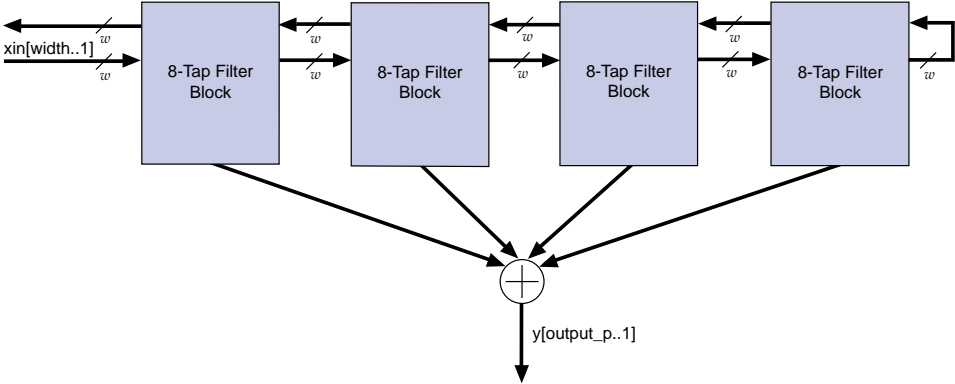 w w w w
xin[width..1]
w w w w w
8-Tap Filter
Block
8-Tap Filter
Block
8-Tap Filter
Block
8-Tap Filter
Block
y[output_p..1]